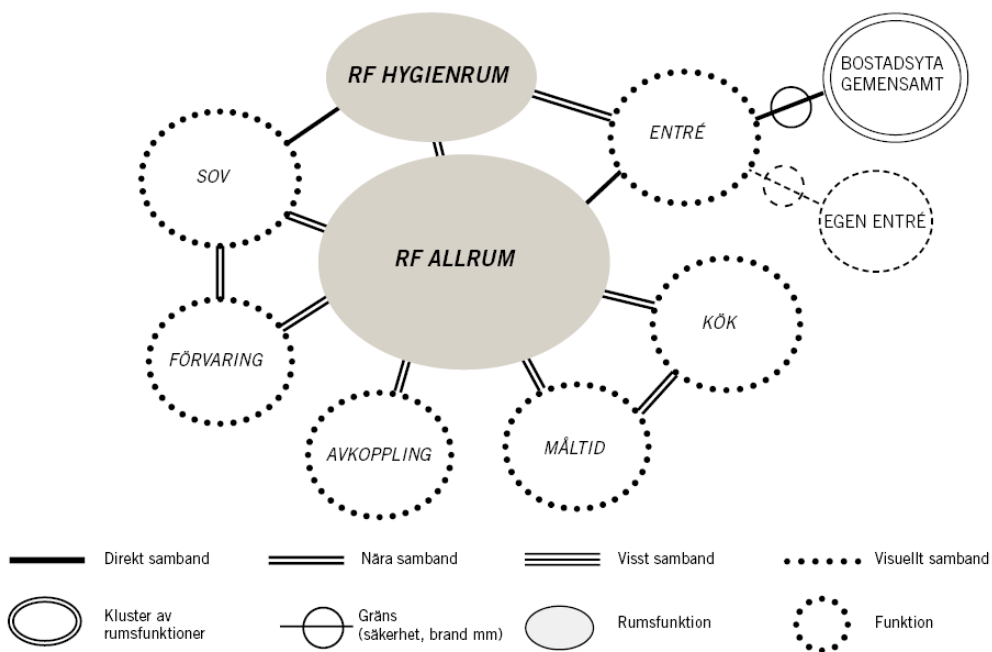 RF HYGIENRUM
BOSTADSYTA
GEMENSAMT
ENTRÉ
SOV
EGEN ENTRÉ
RF ALLRUM
KÖK
FÖRVARING
AVKOPPLING
MÅLTID
Direkt samband
Nära samband
Visst samband
Visuellt samband
Kluster av
rumsfunktioner
Gräns
(säkerhet, brand mm)
Rumsfunktion
Funktion